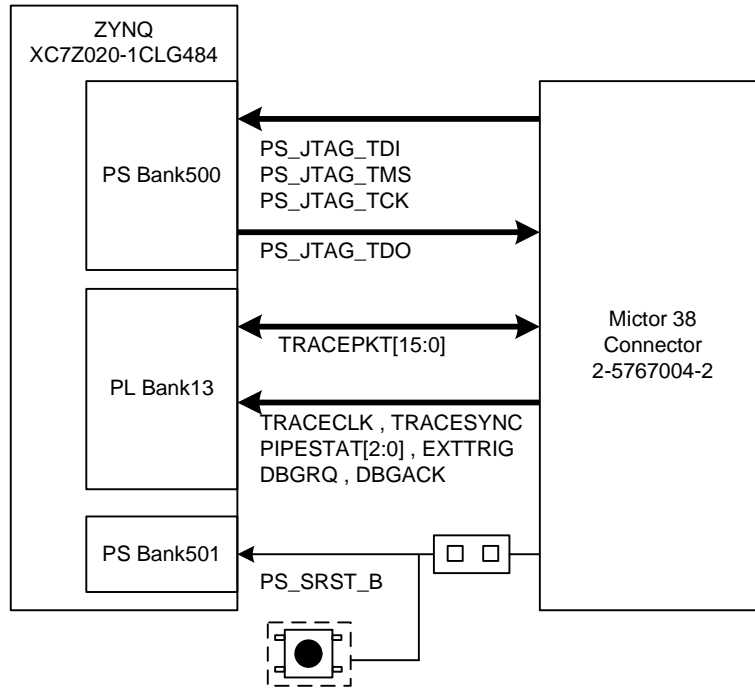 ZYNQ
XC7Z020-1CLG484
PS Bank500
PS_JTAG_TDI
PS_JTAG_TMS
PS_JTAG_TCK
PS_JTAG_TDO
TRACEPKT[15:0]
PL Bank13
TRACECLK , TRACESYNC
PIPESTAT[2:0] , EXTTRIG
DBGRQ , DBGACK
Mictor 38
Connector
2-5767004-2
PS Bank501
PS_SRST_B